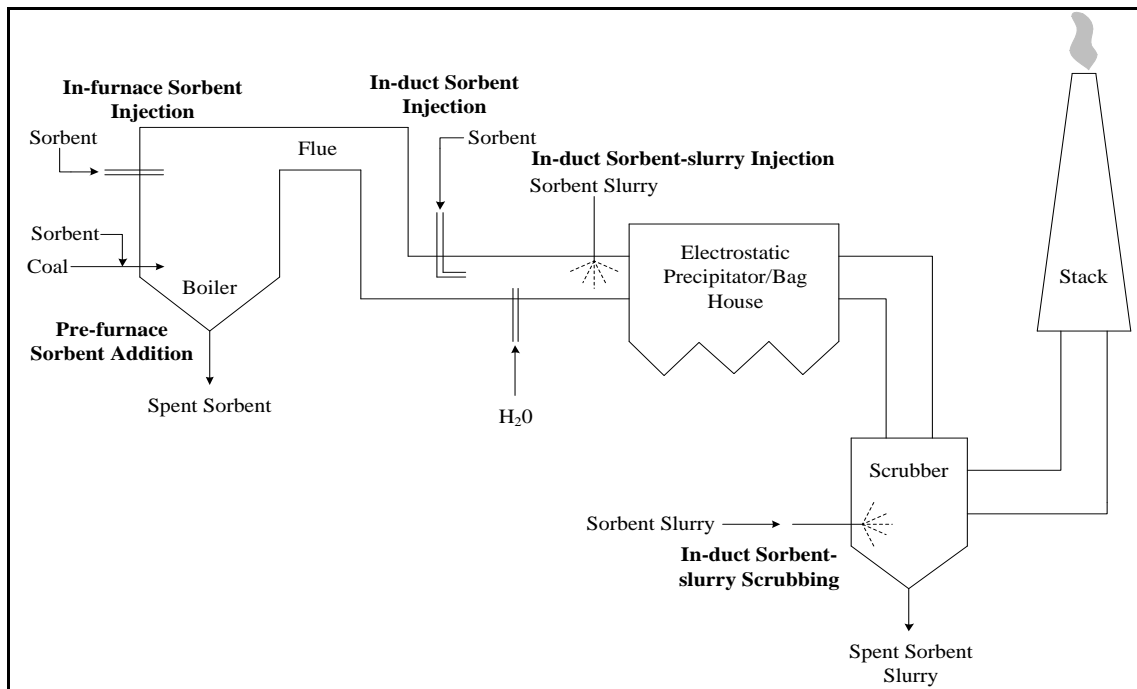 In-furnace Sorbent
Injection
Sorbent
In-duct Sorbent
Injection
Sorbent
Flue
In-duct Sorbent-slurry Injection
Sorbent Slurry
Sorbent
Coal
Boiler
Electrostatic
Precipitator/Bag
House
Stack
Pre-furnace
Sorbent Addition
Spent Sorbent
H₂0
Scrubber
Sorbent Slurry
In-duct Sorbent-
slurry Scrubbing
Spent Sorbent
Slurry